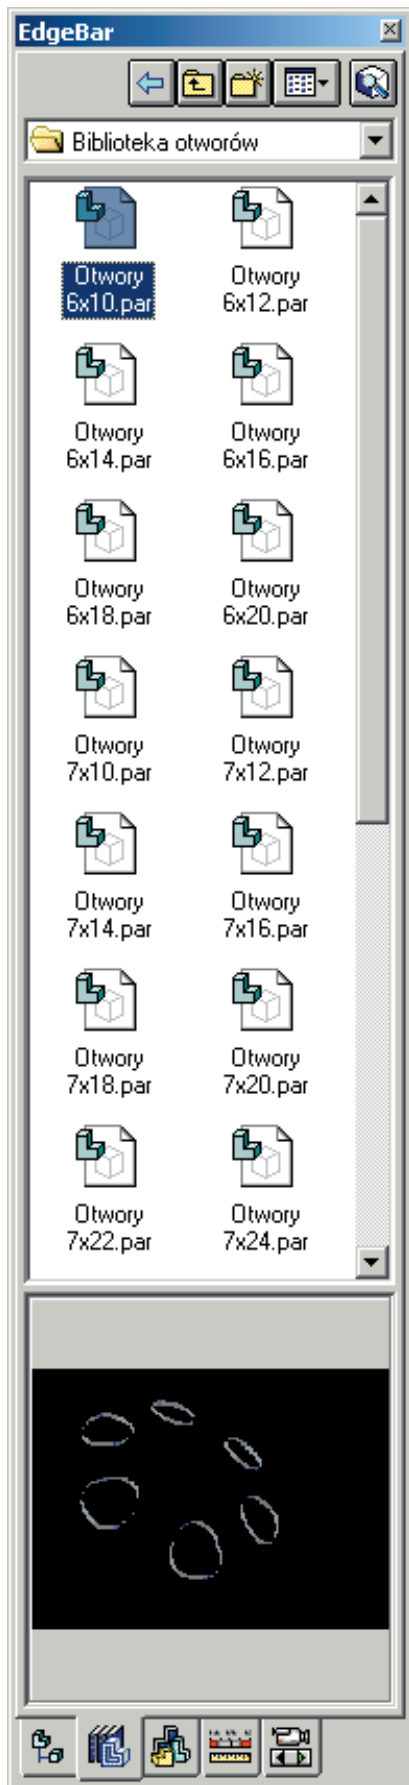 EdgeBar
Biblioteka otworów
Otwory
6x10.par
Otwory
6x12.par
Otwory
6x14.par
Otwory
6x16.par
Otwory
6x18.par
Otwory
6x20.par
Otwory
7x10.par
Otwory
7x12.par
Otwory
7x14.par
Otwory
7x16.par
Otwory
7x18.par
Otwory
7x20.par
Otwory
7x22.par
Otwory
7x24.par